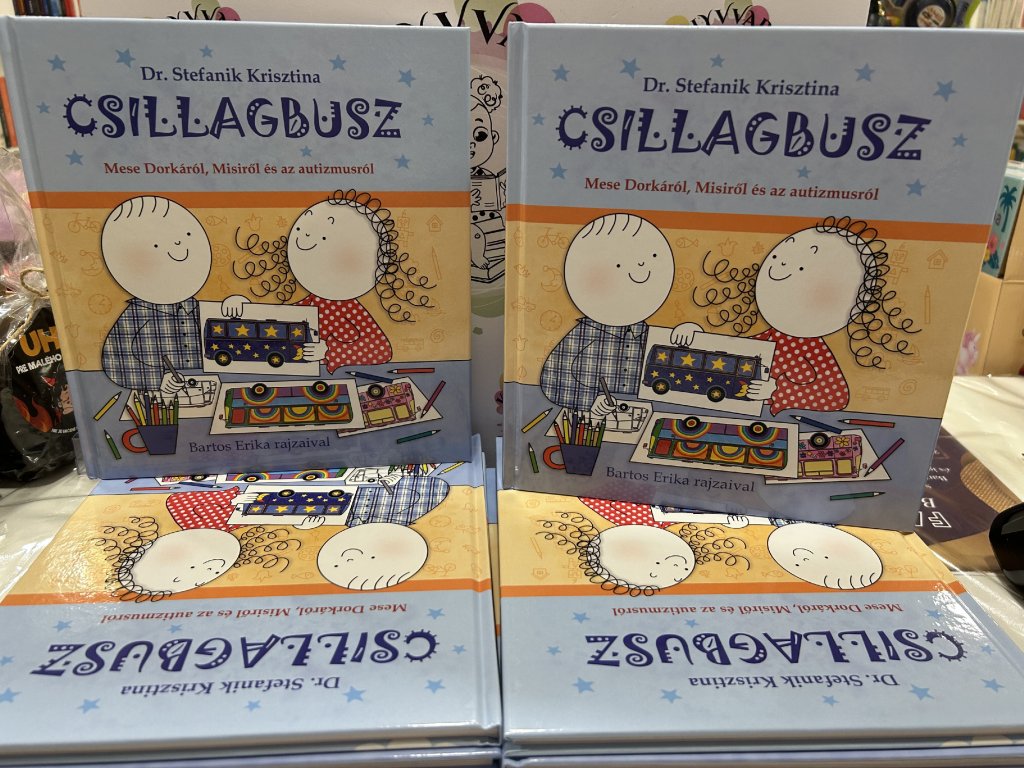 Dr. Stefanik Krisztina
CSILLAGBUSZ
Mese Dorkáról, Misiről és az autizmusról
Bartos Erika rajzaival
Dr. Stefanik Krisztina
CSILLAGBUSZ
Mese Dorkáról, Misiről és az autizmusról
Bartos Erika rajzaival
Mese Dorkáról, Misiről és az autizmusról
CSILLAGBUSZ
Dr. Stefanik Krisztina
Mese Dorkáról, Misiről és az autizmusról
CSILLAGBUSZ
Dr. Stefanik Krisztina
PRE MALÉHO